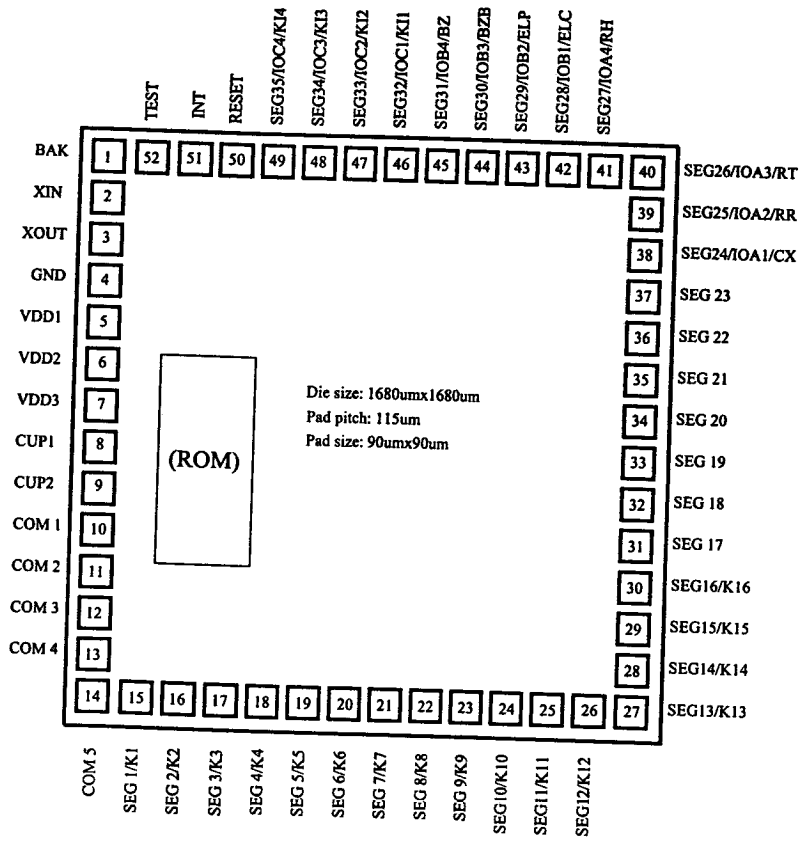 TEST
INT
RESET
SEG35/IOC4/KI4
SEG34/IOC3/KI3
SEG33/IOC2/KI2
SEG32/IOC1/KI1
SEG31/IOB4/BZ
SEG30/IOB3/BZB
SEG29/IOB2/ELP
SEG28/IOB1/ELC
SEG27/IOA4/RH
BAK 1 52 51 50 49 48 47 46 45 44 43 42 41 40 SEG26/IOA3/RT
XIN 2 39 SEG25/IOA2/RR
XOUT 3 38 SEG24/IOA1/CX
GND 4 37 SEG 23
VDD1 5 36 SEG 22
VDD2 6 35 SEG 21
VDD3 7 34 SEG 20
CUP1 8 33 SEG 19
CUP2 9 32 SEG 18
COM 1 10 31 SEG 17
COM 2 11 30 SEG16/K16
COM 3 12 29 SEG15/K15
COM 4 13 28 SEG14/K14
14 15 16 17 18 19 20 21 22 23 24 25 26 27 SEG13/K13
Die size: 1680umx1680um
Pad pitch: 115um
Pad size: 90umx90um
(ROM)
COM 5
SEG 1/K1
SEG 2/K2
SEG 3/K3
SEG 4/K4
SEG 5/K5
SEG 6/K6
SEG 7/K7
SEG 8/K8
SEG 9/K9
SEG10/K10
SEG11/K11
SEG12/K12